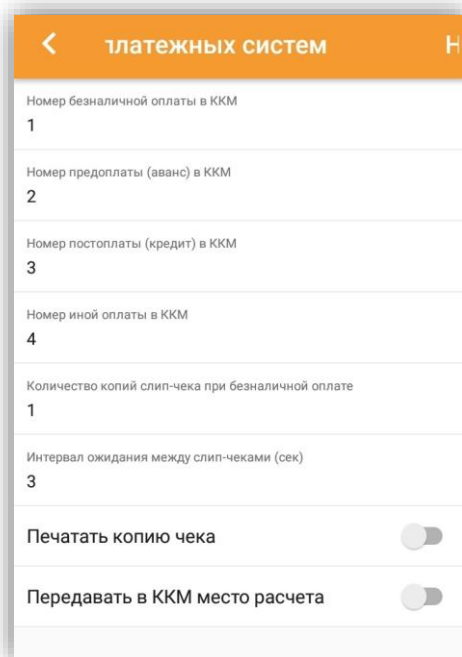 платежных систем Н
Номер безналичной оплаты в ККМ
1
Номер предоплаты (аванс) в ККМ
2
Номер постоплаты (кредит) в ККМ
3
Номер иной оплаты в ККМ
4
Количество копий слип-чека при безналичной оплате
1
Интервал ожидания между слип-чеками (сек)
3
Печатать копию чека
Передавать в ККМ место расчета